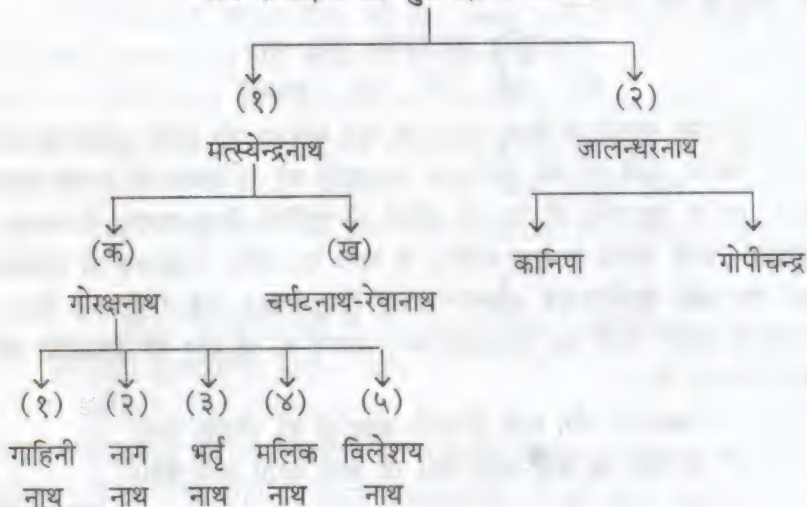 (१) (२)
मत्स्येन्द्रनाथ जालन्धरनाथ
(क) (ख) कानिपा गोपीचन्द्र
गोरक्षनाथ चर्पटनाथ-रेवानाथ
(१) (२) (३) (४) (५)
गाहिनी नाग भर्तृ मलिक विलेशय
नाथ नाथ नाथ नाथ नाथ